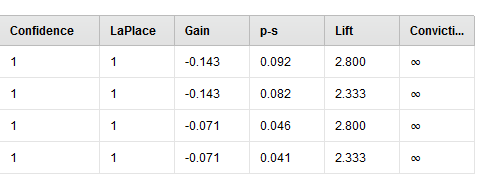 Confidence LaPlace Gain p-s Lift Convicti...
1 1 -0.143 0.092 2.800 ∞
1 1 -0.143 0.082 2.333 ∞
1 1 -0.071 0.046 2.800 ∞
1 1 -0.071 0.041 2.333 ∞